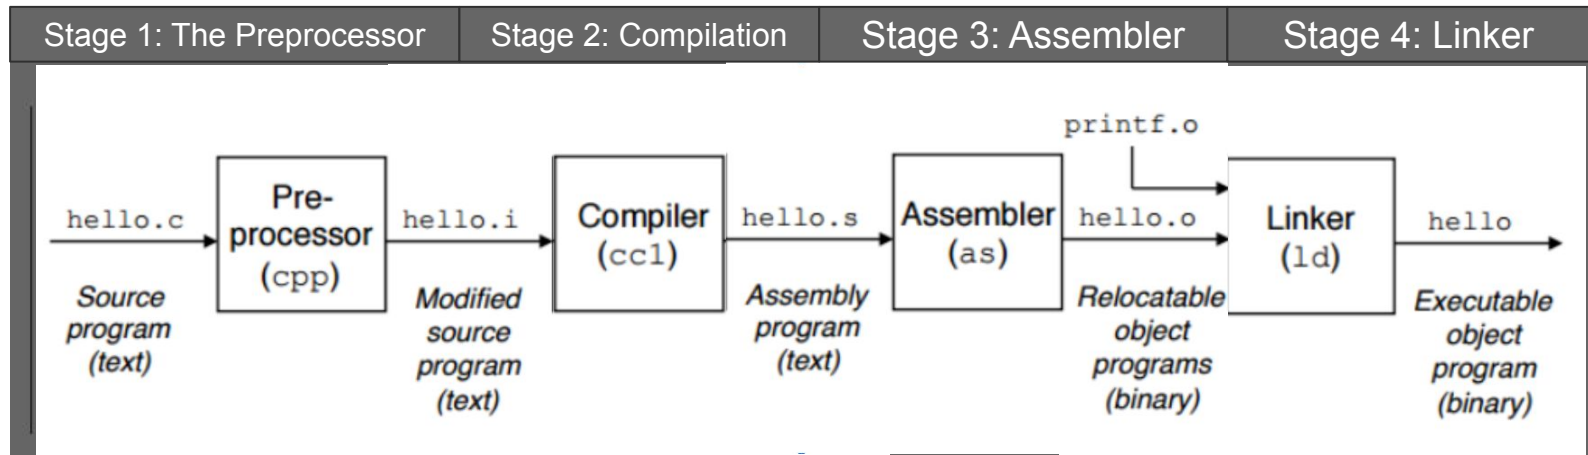 Stage 1: The Preprocessor
Stage 2: Compilation
Stage 3: Assembler
Stage 4: Linker
printf.o
hello.c
Pre-
processor
(cpp)
hello.i
Compiler
(cc1)
hello.s
Assembler
(as)
hello.o
Linker
(ld)
hello
Source
program
(text)
Modified
source
program
(text)
Assembly
program
(text)
Relocatable
object
programs
(binary)
Executable
object
program
(binary)